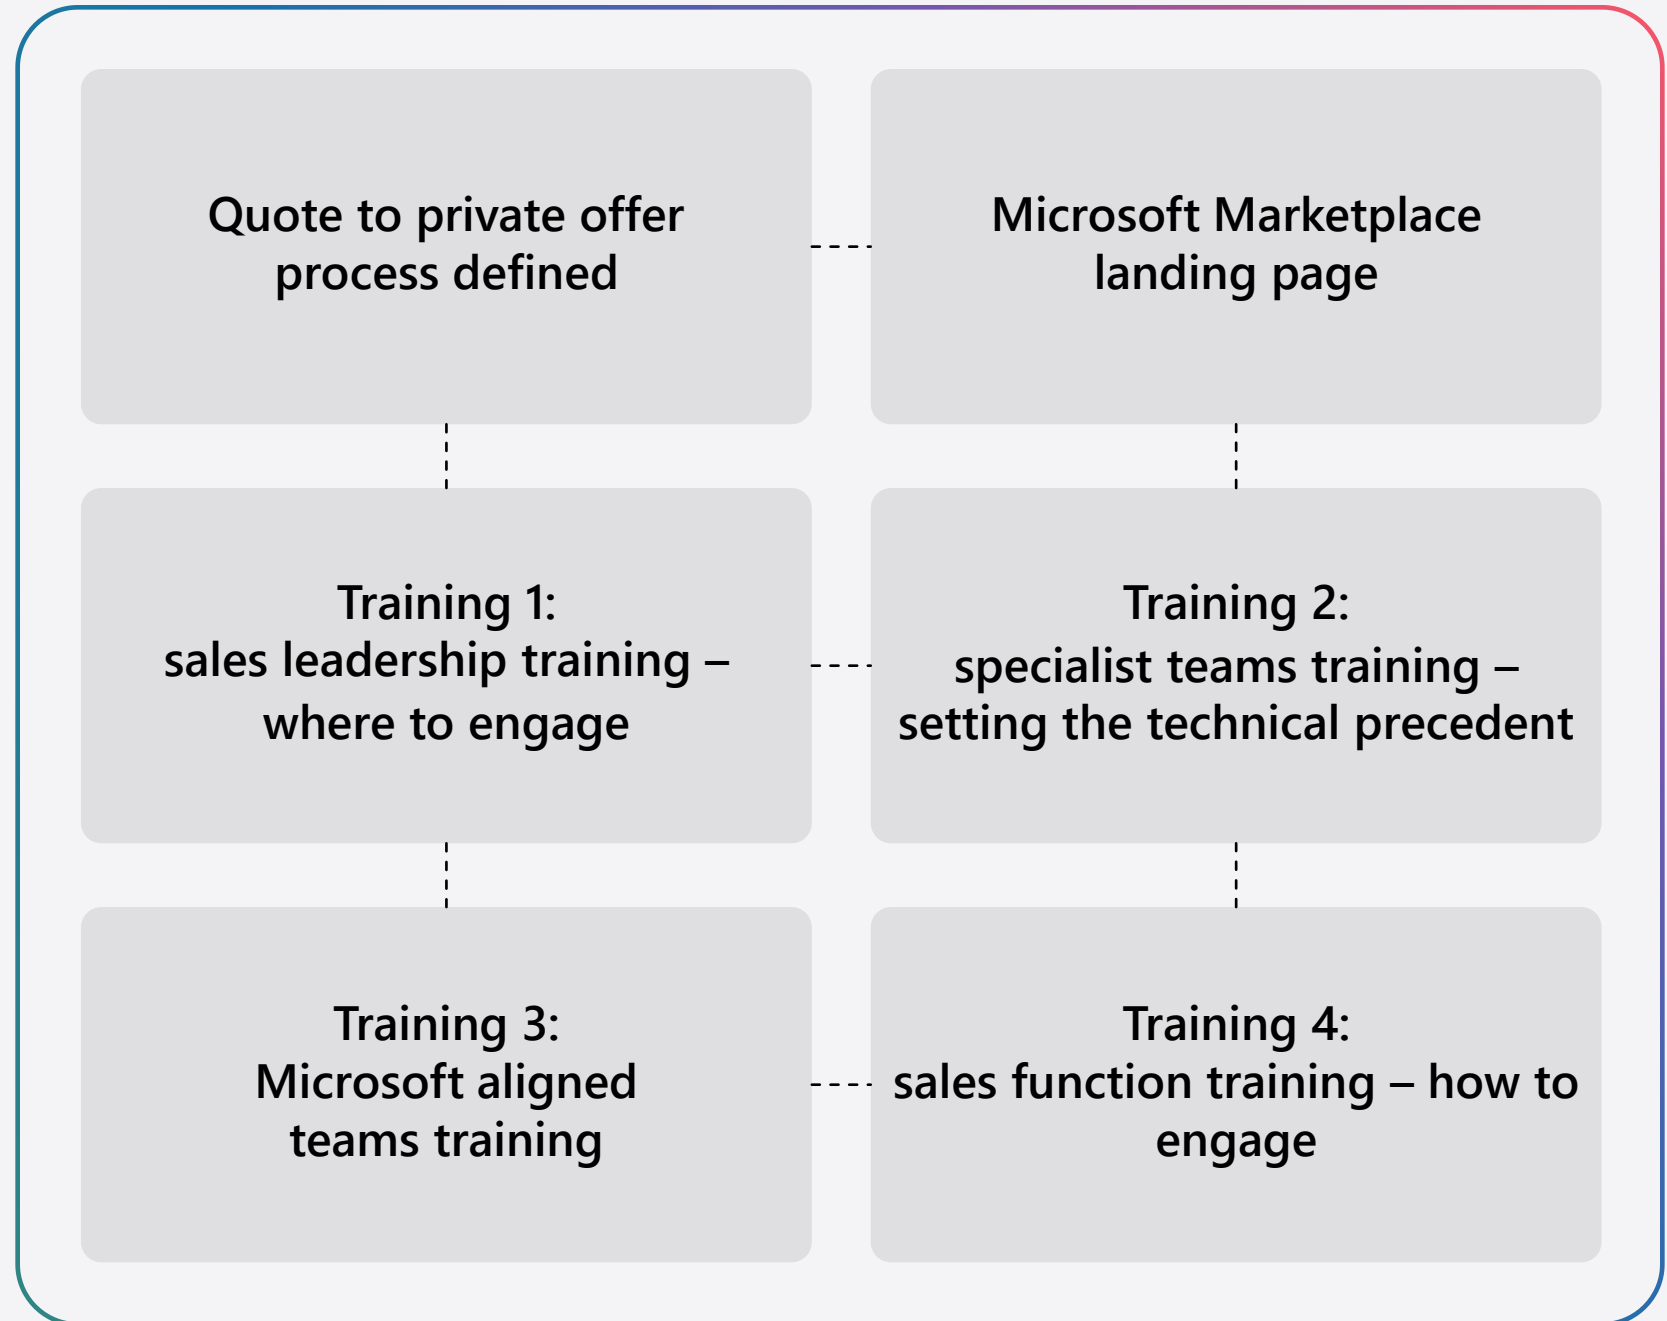 Quote to private offer
process defined
Microsoft Marketplace
landing page
Training 1:
sales leadership training –
where to engage
Training 2:
specialist teams training –
setting the technical precedent
Training 3:
Microsoft aligned
teams training
Training 4:
sales function training – how to
engage